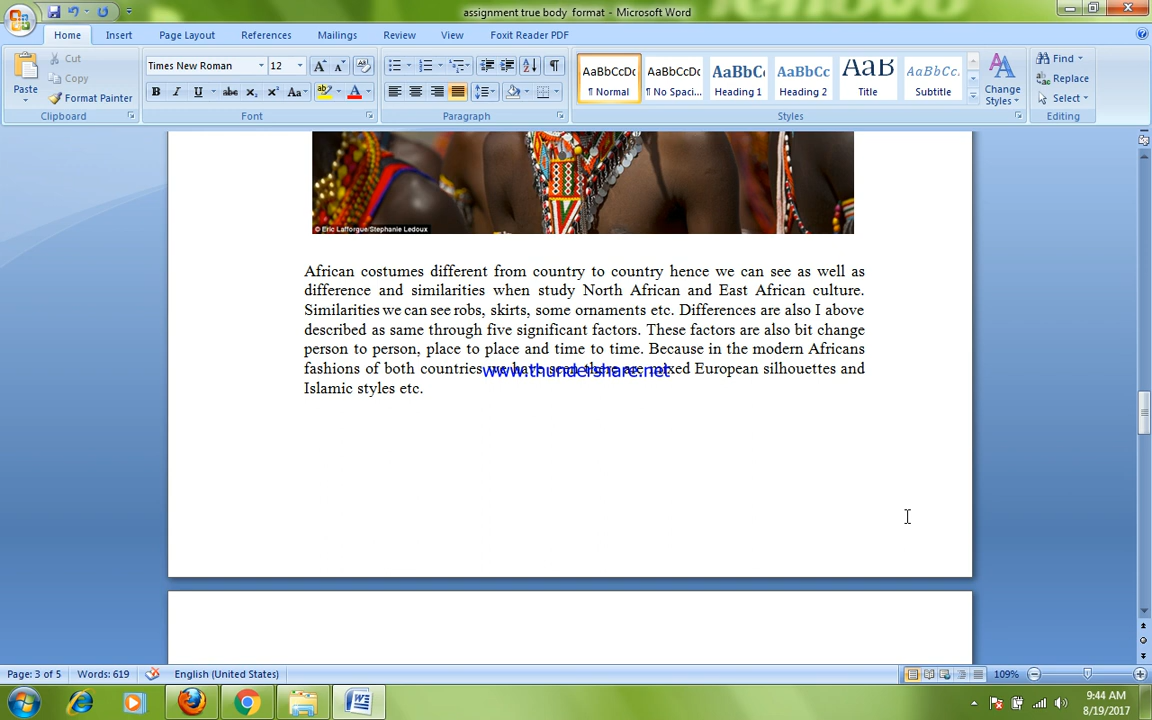 assignment true body format - Microsoft Word
Home Insert Page Layout References Mailings Review View Foxit Reader PDF
Cut
Copy
Format Painter
Paste
Clipboard
Times New Roman 12
Font
Paragraph
AaBbCcDc AaBbCcDc AaBbCc AaBbCc AaB AaBbCc.
¶ Normal ¶ No Spaci... Heading 1 Heading 2 Title Subtitle
Change Styles
Styles
Find
Replace
Select
Editing
© Eric Lafforgue/Stephanie Ledoux
African costumes different from country to country hence we can see as well as
difference and similarities when study North African and East African culture.
Similarities we can see robs, skirts, some ornaments etc. Differences are also I above
described as same through five significant factors. These factors are also bit change
person to person, place to place and time to time. Because in the modern Africans
fashions of both countries we have seen there are mixed European silhouettes and
Islamic styles etc.
www.thundershare.net
Page: 3 of 5 Words: 619 English (United States) 109%
9:44 AM
8/19/2017